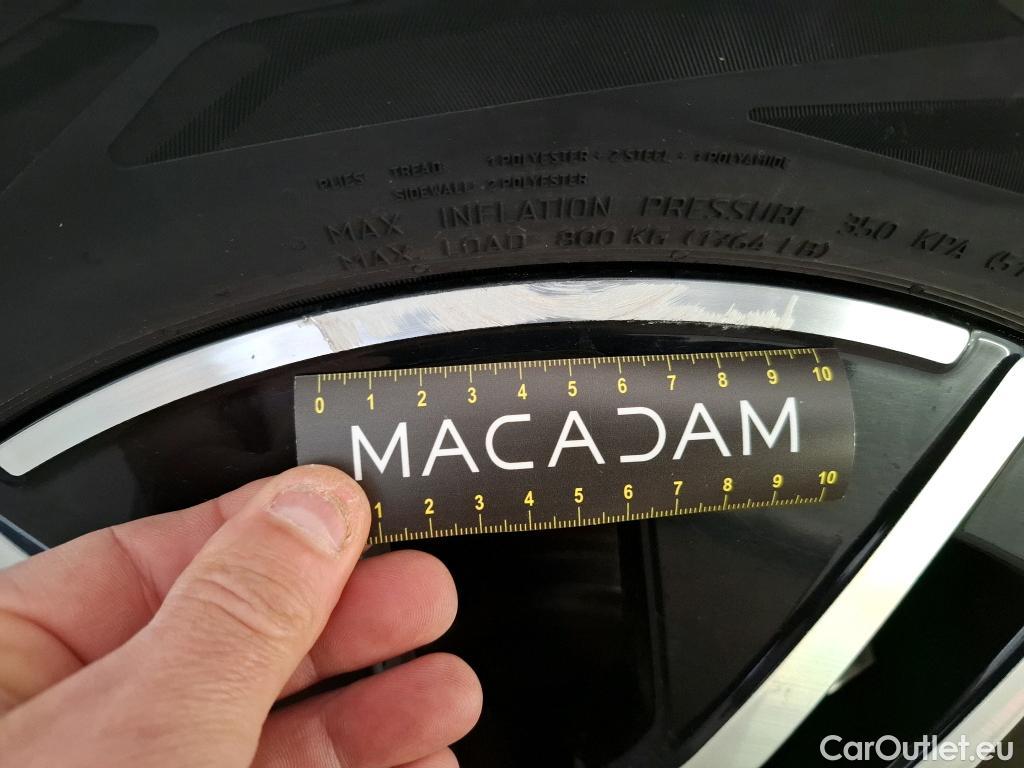 PLIES TREAD 1 POLYESTER + 2 STEEL + 1 POLYAMIDE
SIDEWALL 2 POLYESTER
MAX INFLATION PRESSURE 350 KPA (51
MAX. LOAD 800 KG (1764 LB)
0 1 2 3 4 5 6 7 8 9 10
MACADAM
1 2 3 4 5 6 7 8 9 10
CarOutlet.eu